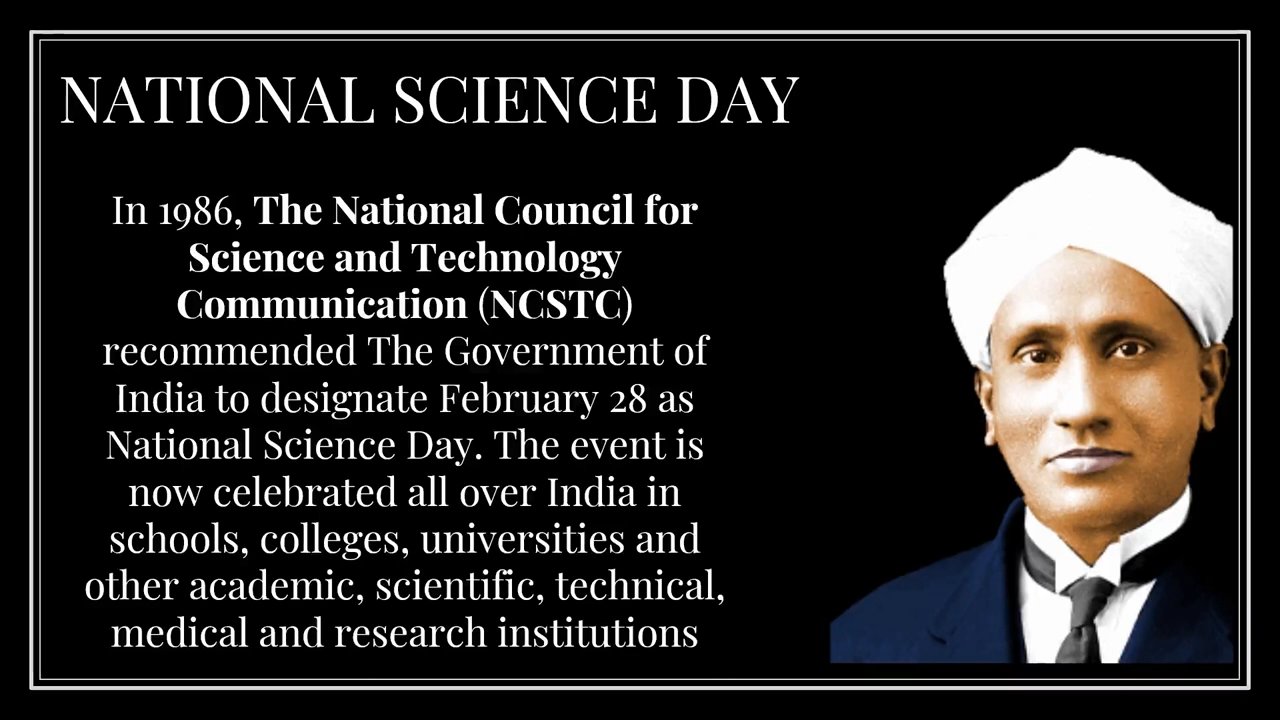 NATIONAL SCIENCE DAY
In 1986, The National Council for
Science and Technology
Communication (NCSTC)
recommended The Government of
India to designate February 28 as
National Science Day. The event is
now celebrated all over India in
schools, colleges, universities and
other academic, scientific, technical,
medical and research institutions